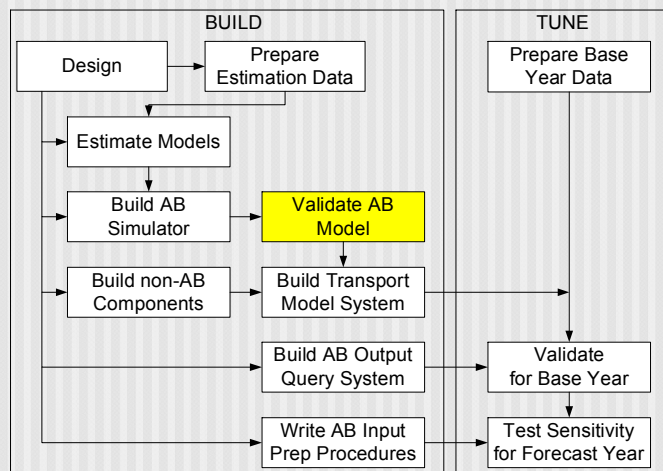 BUILD
TUNE
Design
Prepare
Estimation Data
Prepare Base
Year Data
Estimate Models
Build AB
Simulator
Validate AB
Model
Build non-AB
Components
Build Transport
Model System
Build AB Output
Query System
Validate
for Base Year
Write AB Input
Prep Procedures
Test Sensitivity
for Forecast Year